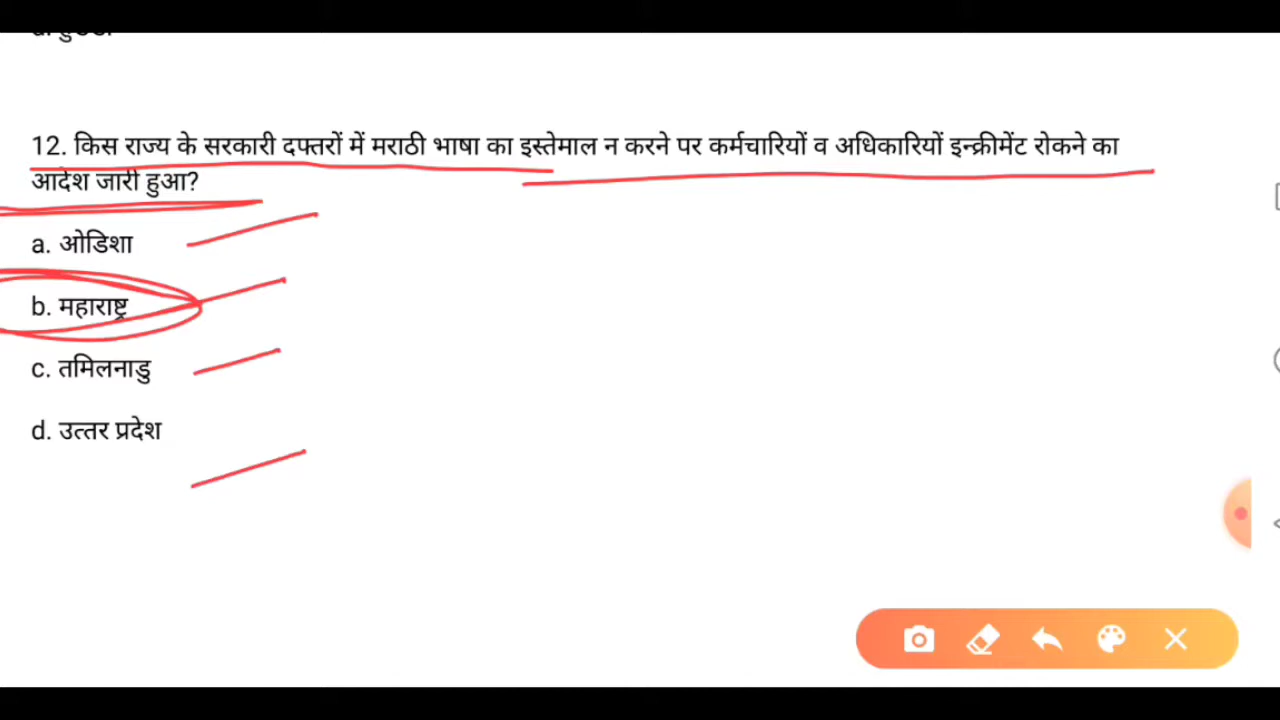 12. किस राज्य के सरकारी दफ्तरों में मराठी भाषा का इस्तेमाल न करने पर कर्मचारियों व अधिकारियों इन्क्रीमेंट रोकने का
आदेश जारी हुआ?
a. ओडिशा
b. महाराष्ट्र
c. तमिलनाडु
d. उत्तर प्रदेश